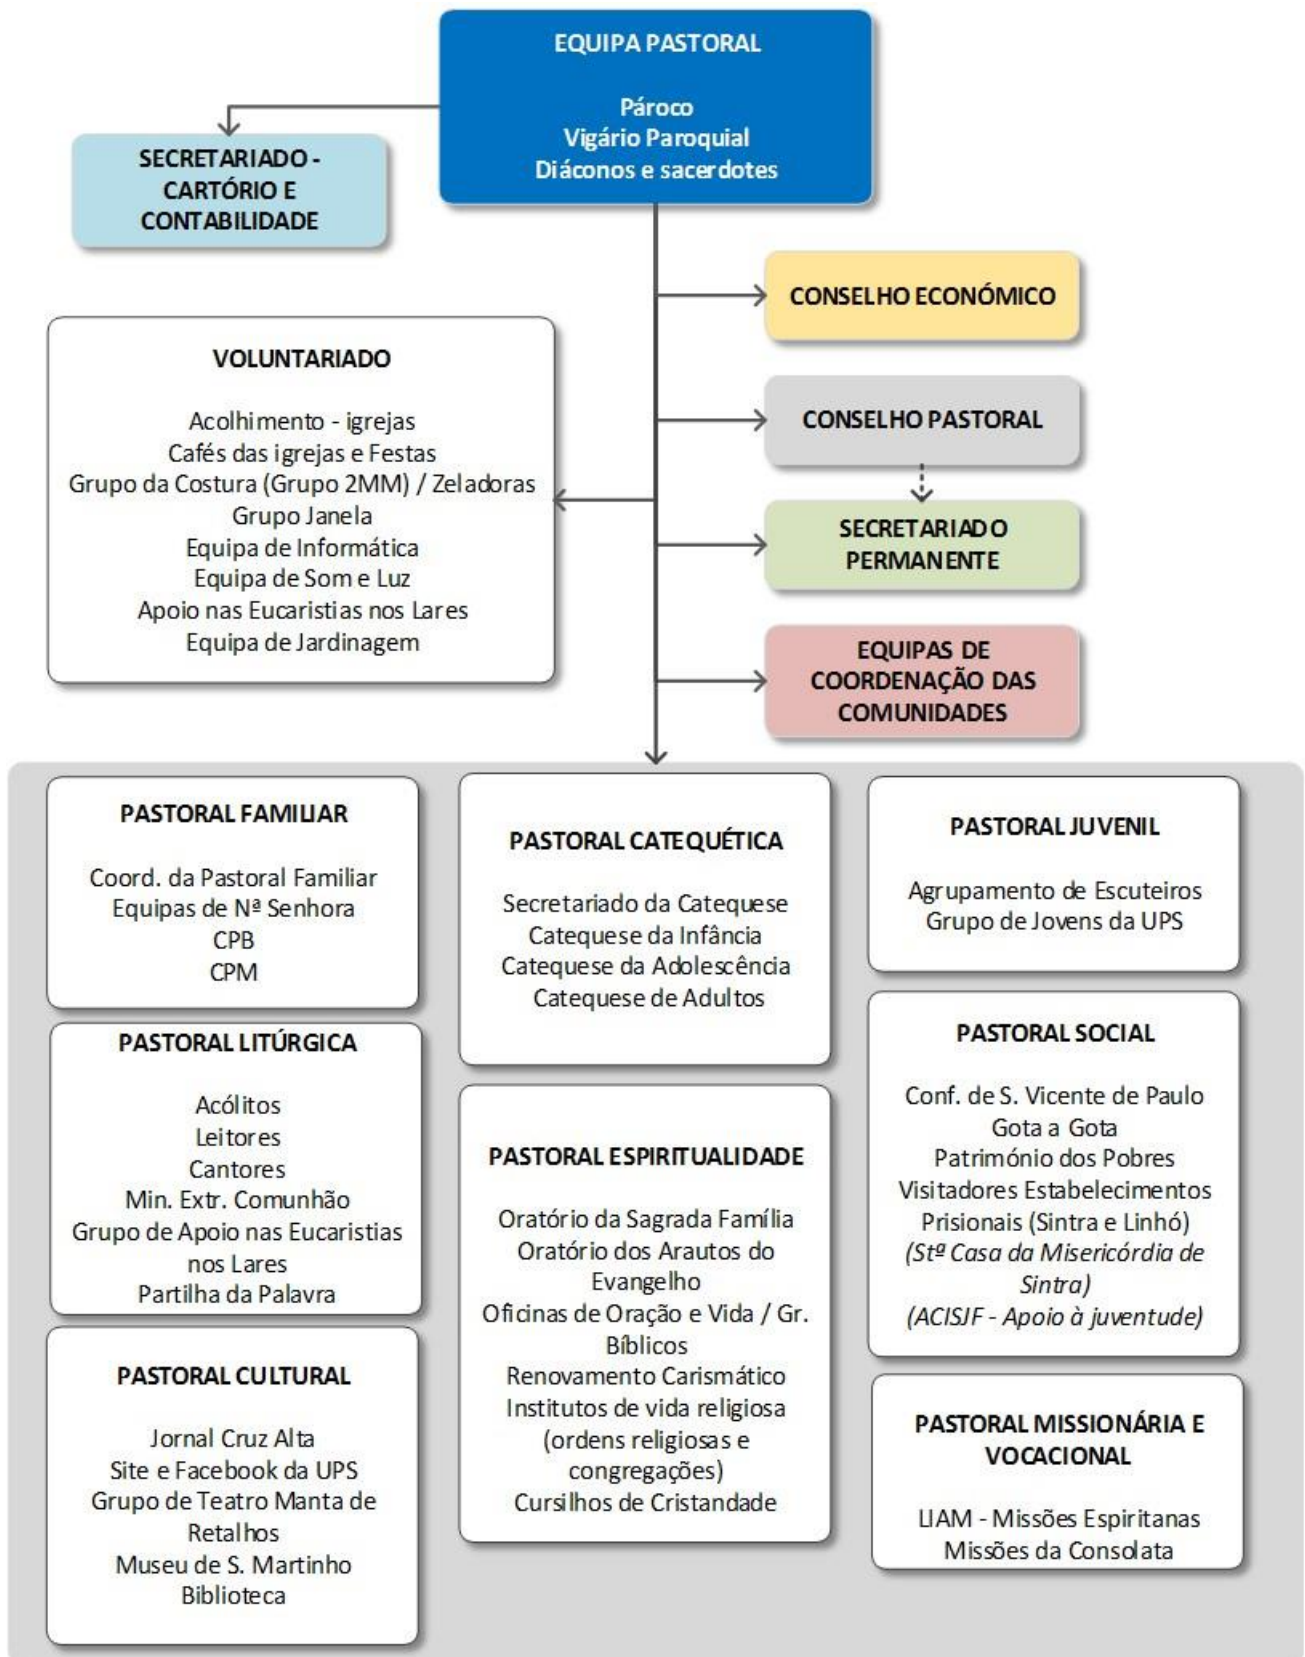 EQUIPA PASTORAL
Pároco
Vigário Paroquial
Diáconos e sacerdotes
SECRETARIADO -
CARTÓRIO E
CONTABILIDADE
CONSELHO ECONÓMICO
VOLUNTARIADO
Acolhimento - igrejas
Cafés das igrejas e Festas
Grupo da Costura (Grupo 2MM) / Zeladoras
Grupo Janela
Equipa de Informática
Equipa de Som e Luz
Apoio nas Eucaristias nos Lares
Equipa de Jardinagem
CONSELHO PASTORAL
SECRETARIADO
PERMANENTE
EQUIPAS DE
COORDENAÇÃO DAS
COMUNIDADES
PASTORAL FAMILIAR
Coord. da Pastoral Familiar
Equipas de Nª Senhora
CPB
CPM
PASTORAL LITÚRGICA
Acólitos
Leitores
Cantores
Min. Extr. Comunhão
Grupo de Apoio nas Eucaristias
nos Lares
Partilha da Palavra
PASTORAL CULTURAL
Jornal Cruz Alta
Site e Facebook da UPS
Grupo de Teatro Manta de
Retalhos
Museu de S. Martinho
Biblioteca
PASTORAL CATEQUÉTICA
Secretariado da Catequese
Catequese da Infância
Catequese da Adolescência
Catequese de Adultos
PASTORAL ESPIRITUALIDADE
Oratório da Sagrada Família
Oratório dos Arautos do
Evangelho
Oficinas de Oração e Vida / Gr.
Bíblicos
Renovamento Carismático
Institutos de vida religiosa
(ordens religiosas e
congregações)
Cursilhos de Cristandade
PASTORAL JUVENIL
Agrupamento de Escuteiros
Grupo de Jovens da UPS
PASTORAL SOCIAL
Conf. de S. Vicente de Paulo
Gota a Gota
Património dos Pobres
Visitadores Estabelecimentos
Prisionais (Sintra e Linhó)
(Stª Casa da Misericórdia de
Sintra)
(ACISJF - Apoio à juventude)
PASTORAL MISSIONÁRIA E
VOCACIONAL
LIAM - Missões Espiritanas
Missões da Consolata